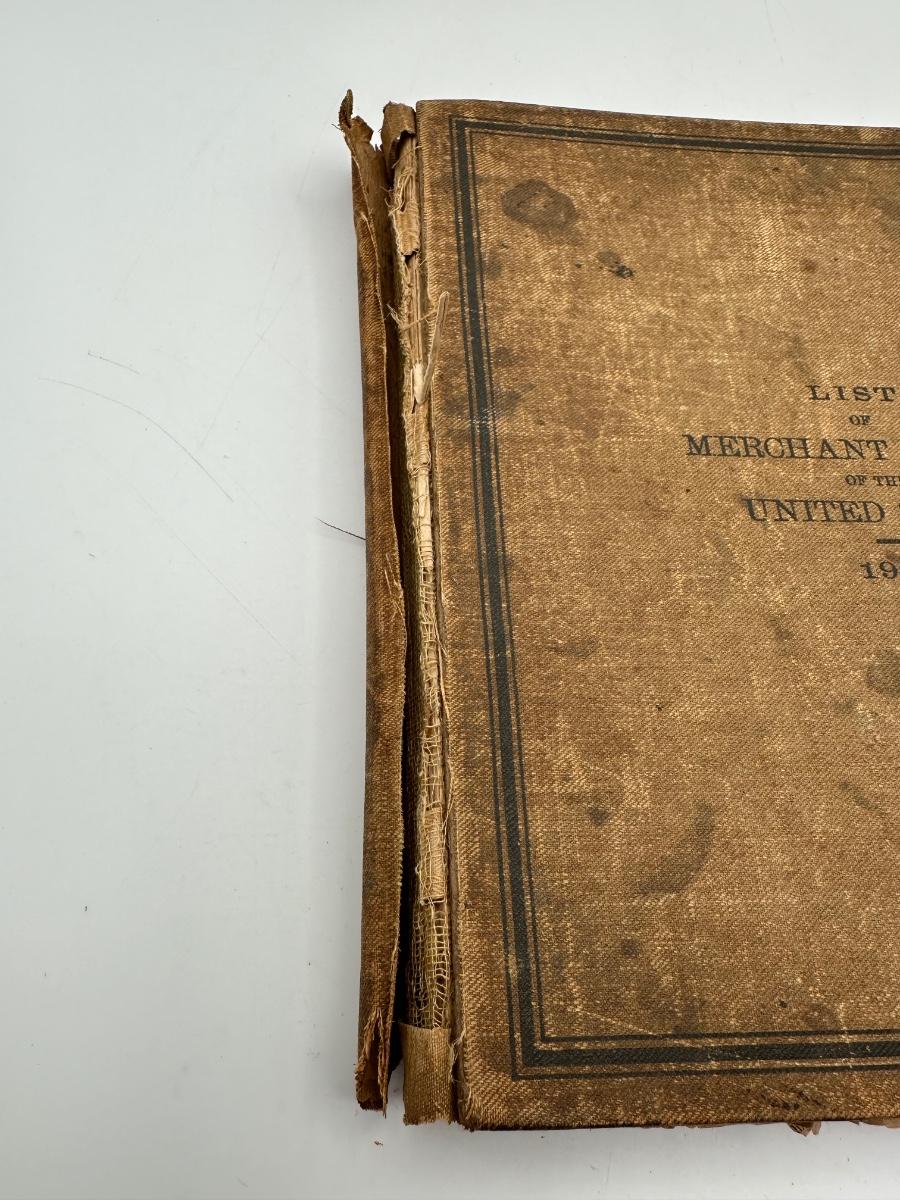 LIST
OF
MERCHANT
OF THE
UNITED
19